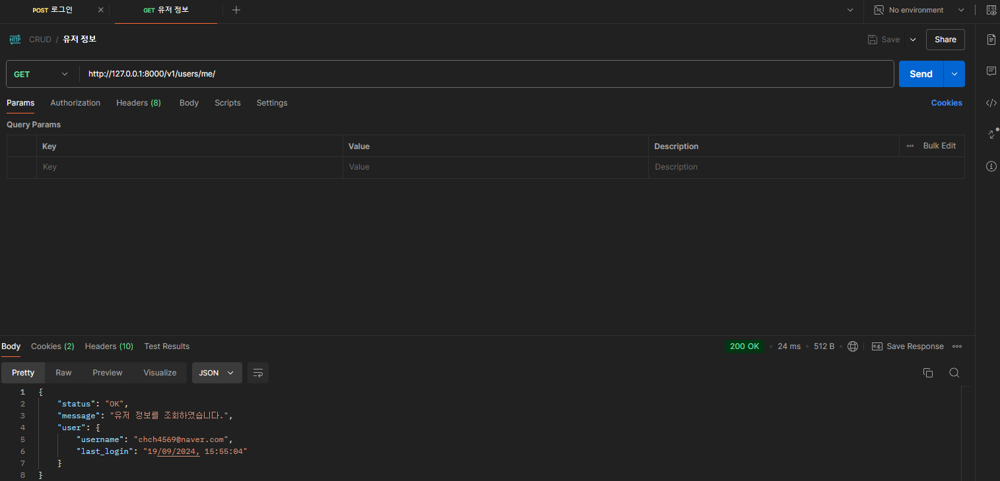 POST 로그인
GET 유저 정보
No environment
HTTP CRUD / 유저 정보
Save
Share
GET http://127.0.0.1:8000/v1/users/me/
Send
Params Authorization Headers (8) Body Scripts Settings
Cookies
Query Params
Key Value Description
Bulk Edit
Key Value Description
Body Cookies (2) Headers (10) Test Results
200 OK • 24 ms • 512 B •
e.g. Save Response
Pretty Raw Preview Visualize JSON
1 {
2 "status": "OK",
3 "message": "유저 정보를 조회하였습니다.",
4 "user": {
5 "username": "chch4569@naver.com",
6 "last_login": "19/09/2024, 15:55:04"
7 }
8 }